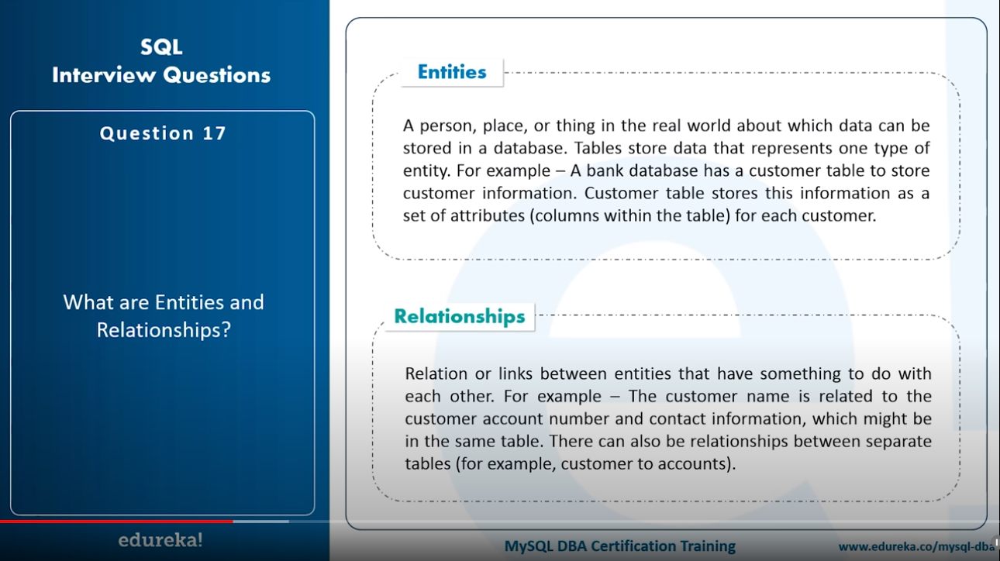 SQL
Interview Questions
Question 17
What are Entities and
Relationships?
edureka!
Entities
A person, place, or thing in the real world about which data can be
stored in a database. Tables store data that represents one type of
entity. For example – A bank database has a customer table to store
customer information. Customer table stores this information as a
set of attributes (columns within the table) for each customer.
Relationships
Relation or links between entities that have something to do with
each other. For example – The customer name is related to the
customer account number and contact information, which might be
in the same table. There can also be relationships between separate
tables (for example, customer to accounts).
MySQL DBA Certification Training
www.edureka.co/mysql-dba